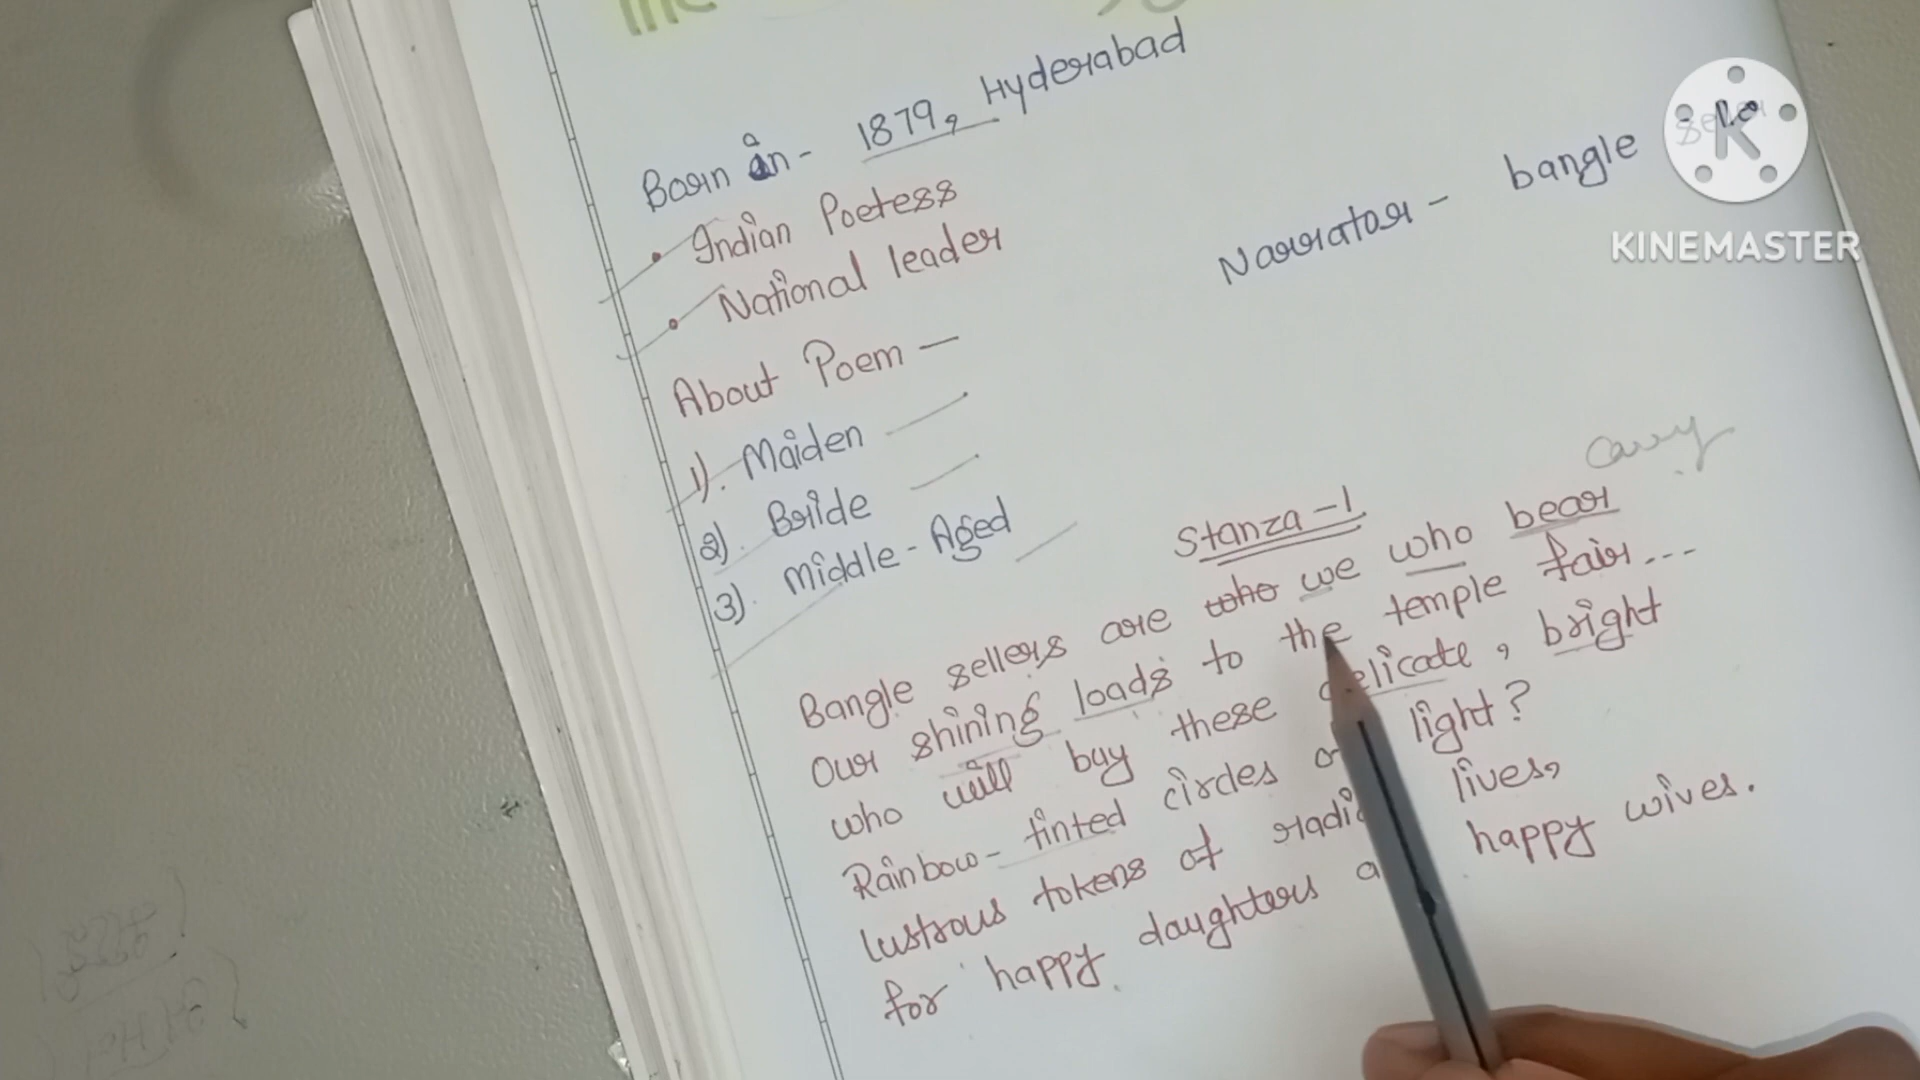 Born in - 1879, Hyderabad
• Indian Poetess
• National leader
Narrator - bangle
KINEMASTER
About Poem —
1). Maiden
2). Bride
3). Middle-Aged
carry
Stanza-1
Bangle sellers are who we who bear
Our shining loads to the temple fair...
who will buy these delicate, bright
Rainbow-tinted circles light?
lustrous tokens of lives,
for happy daughters happy wives.